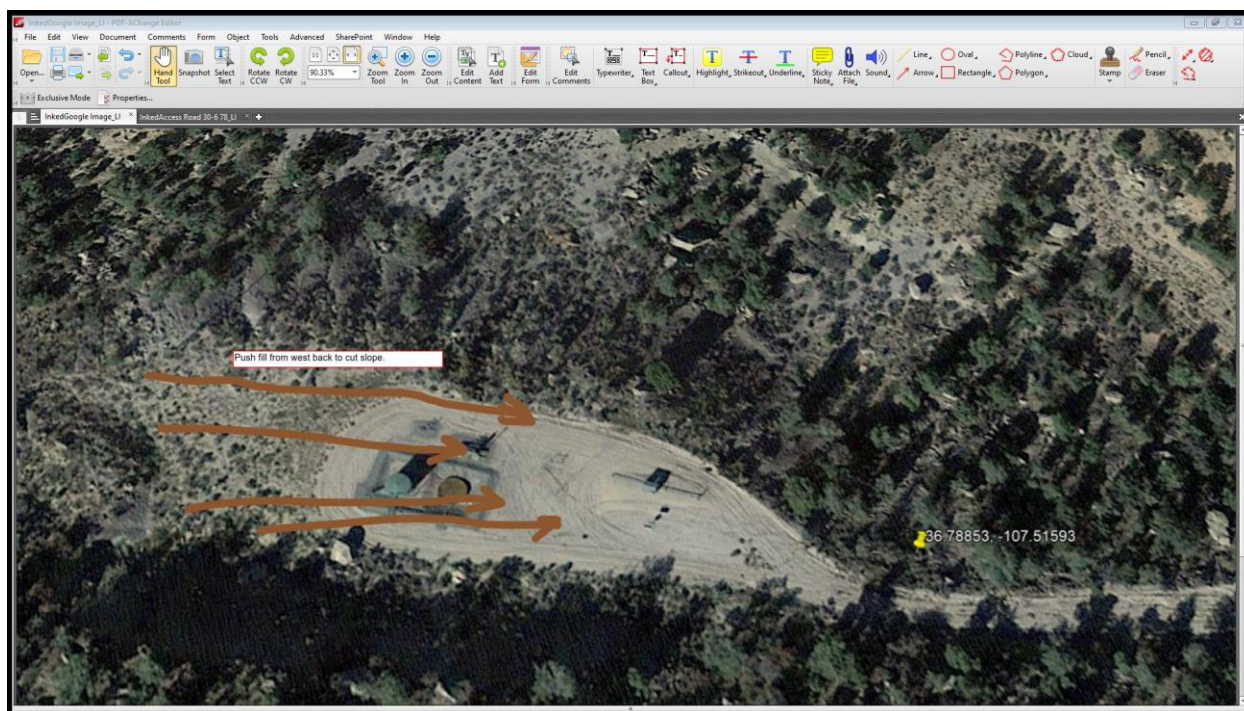 InkedGoogle Image_LI - PDF-XChange Editor
File Edit View Document Comments Forms Object Tools Advanced SharePoint Window Help
Open... Hand Tool Snapshot Select Text Rotate CCW Rotate CW 90.33% Zoom Tool Zoom In Zoom Out Edit Content Add Text Edit Form Edit Comments Typewriter Text Box Callout Highlight Strikeout Underline Sticky Note Attach File Sound Line Arrow Oval Rectangle Polyline Polygon Cloud Stamp Pencil Eraser
Exclusive Mode Properties...
InkedGoogle Image_LI InkedAccess Road 30-6 78_LI
Push fill from west back to cut slope.
36.78853, -107.51593